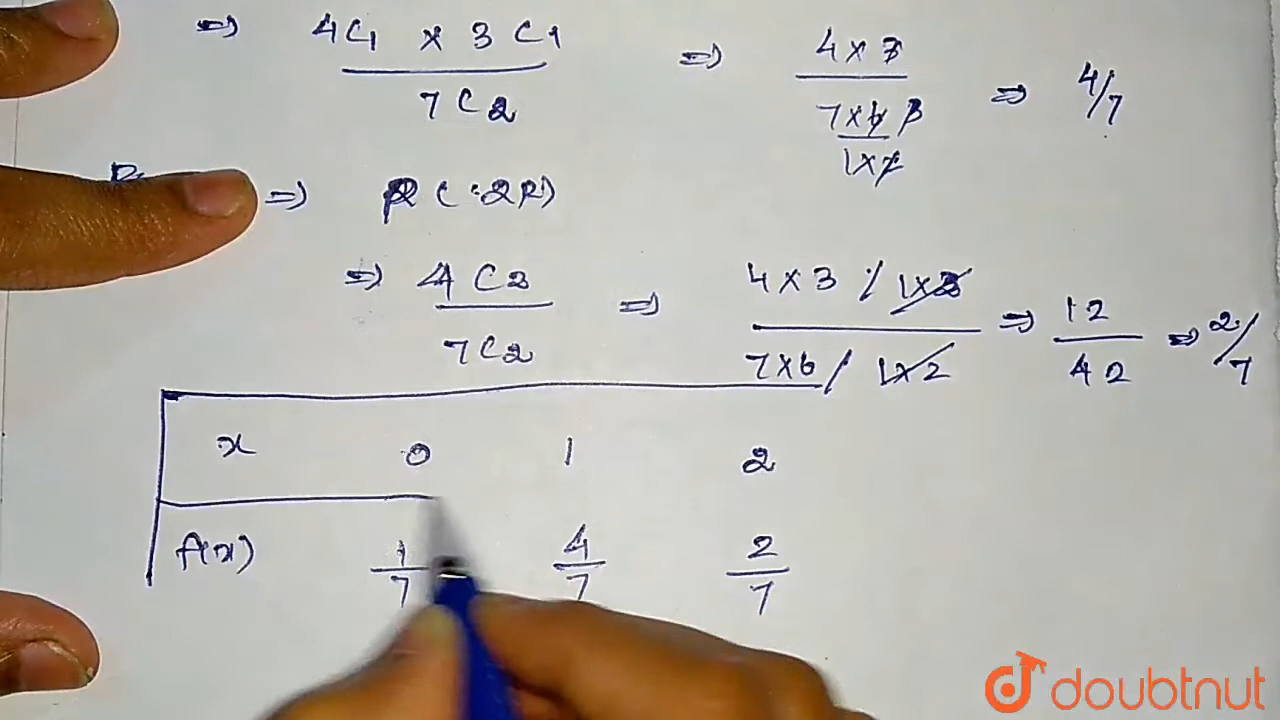 ⇒ 4C1 × 3C1 / 7C2 ⇒ 4×3 / 7×6 3 / 1×2 ⇒ 4/7
⇒ P(2R)
⇒ 4C2 / 7C2 ⇒ 4×3 / 1×2 / 7×6 / 1×2 ⇒ 12/42 ⇒ 2/7
x 0 1 2
f(x) 1/7 4/7 2/7
doubtnut